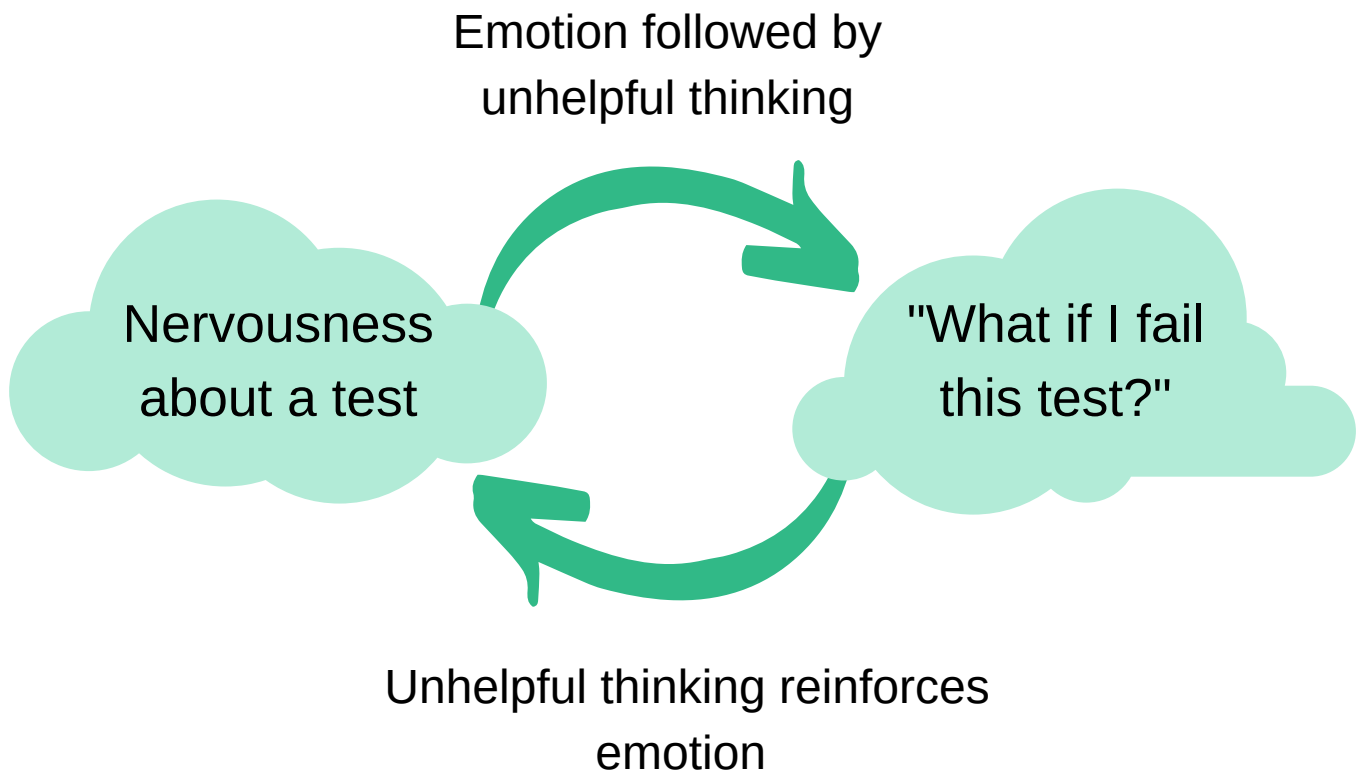 Emotion followed by
unhelpful thinking
Nervousness
about a test
"What if I fail
this test?"
Unhelpful thinking reinforces
emotion